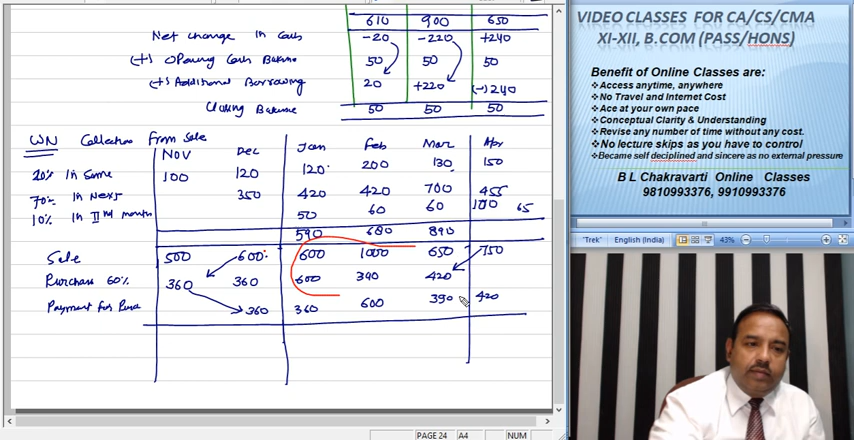 610 900 650
Net change In Cash -20 -220 +240
(+) Opening Cash Balance 50 50 50
(+) Additional Borrowing 20 +220 (-)240
Closing Balance 50 50 50
WN Collection From Sale
NOV Dec Jan Feb Mar Apr
20% In Same 100 120 120 200 130 150
70% In Next 350 420 420 700 455
10% in IInd month 50 60 60 100 65
590 680 890
Sale 500 600 600 1000 650 750
Purchase 60% 360 360 600 390 420
Payment for Pura 360 360 600 390 420
PAGE 24 A4 NUM
VIDEO CLASSES FOR CA/CS/CMA
XI-XII, B.COM (PASS/HONS)
Benefit of Online Classes are:
❖Access anytime, anywhere
❖No Travel and Internet Cost
❖Ace at your own pace
❖Conceptual Clarity & Understanding
❖Revise any number of time without any cost.
❖No lecture skips as you have to control
❖Became self deciplined and sincere as no external pressure
B L Chakravarti Online Classes
9810993376, 9910993376
"Trek" English (India) 43%